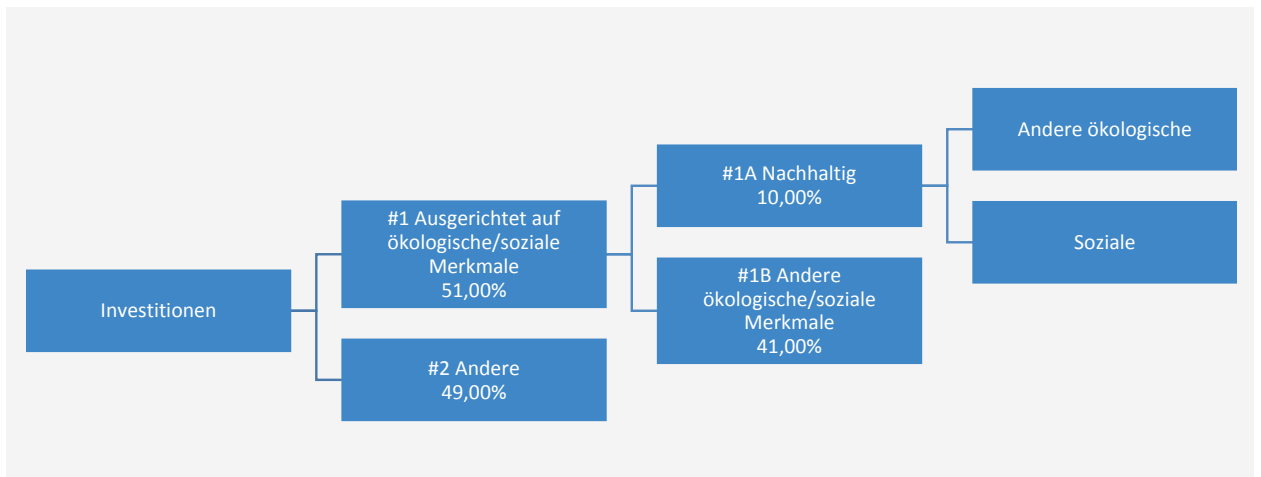 Investitionen
#1 Ausgerichtet auf
ökologische/soziale
Merkmale
51,00%
#2 Andere
49,00%
#1A Nachhaltig
10,00%
#1B Andere
ökologische/soziale
Merkmale
41,00%
Andere ökologische
Soziale